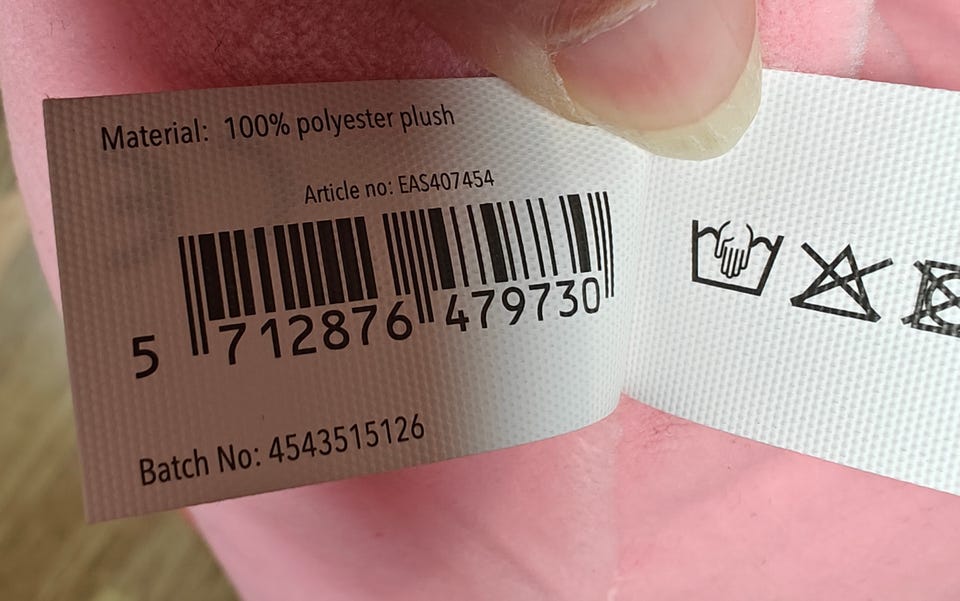 Material: 100% polyester plush
Article no: EAS407454
5 712876 479730
Batch No: 4543515126